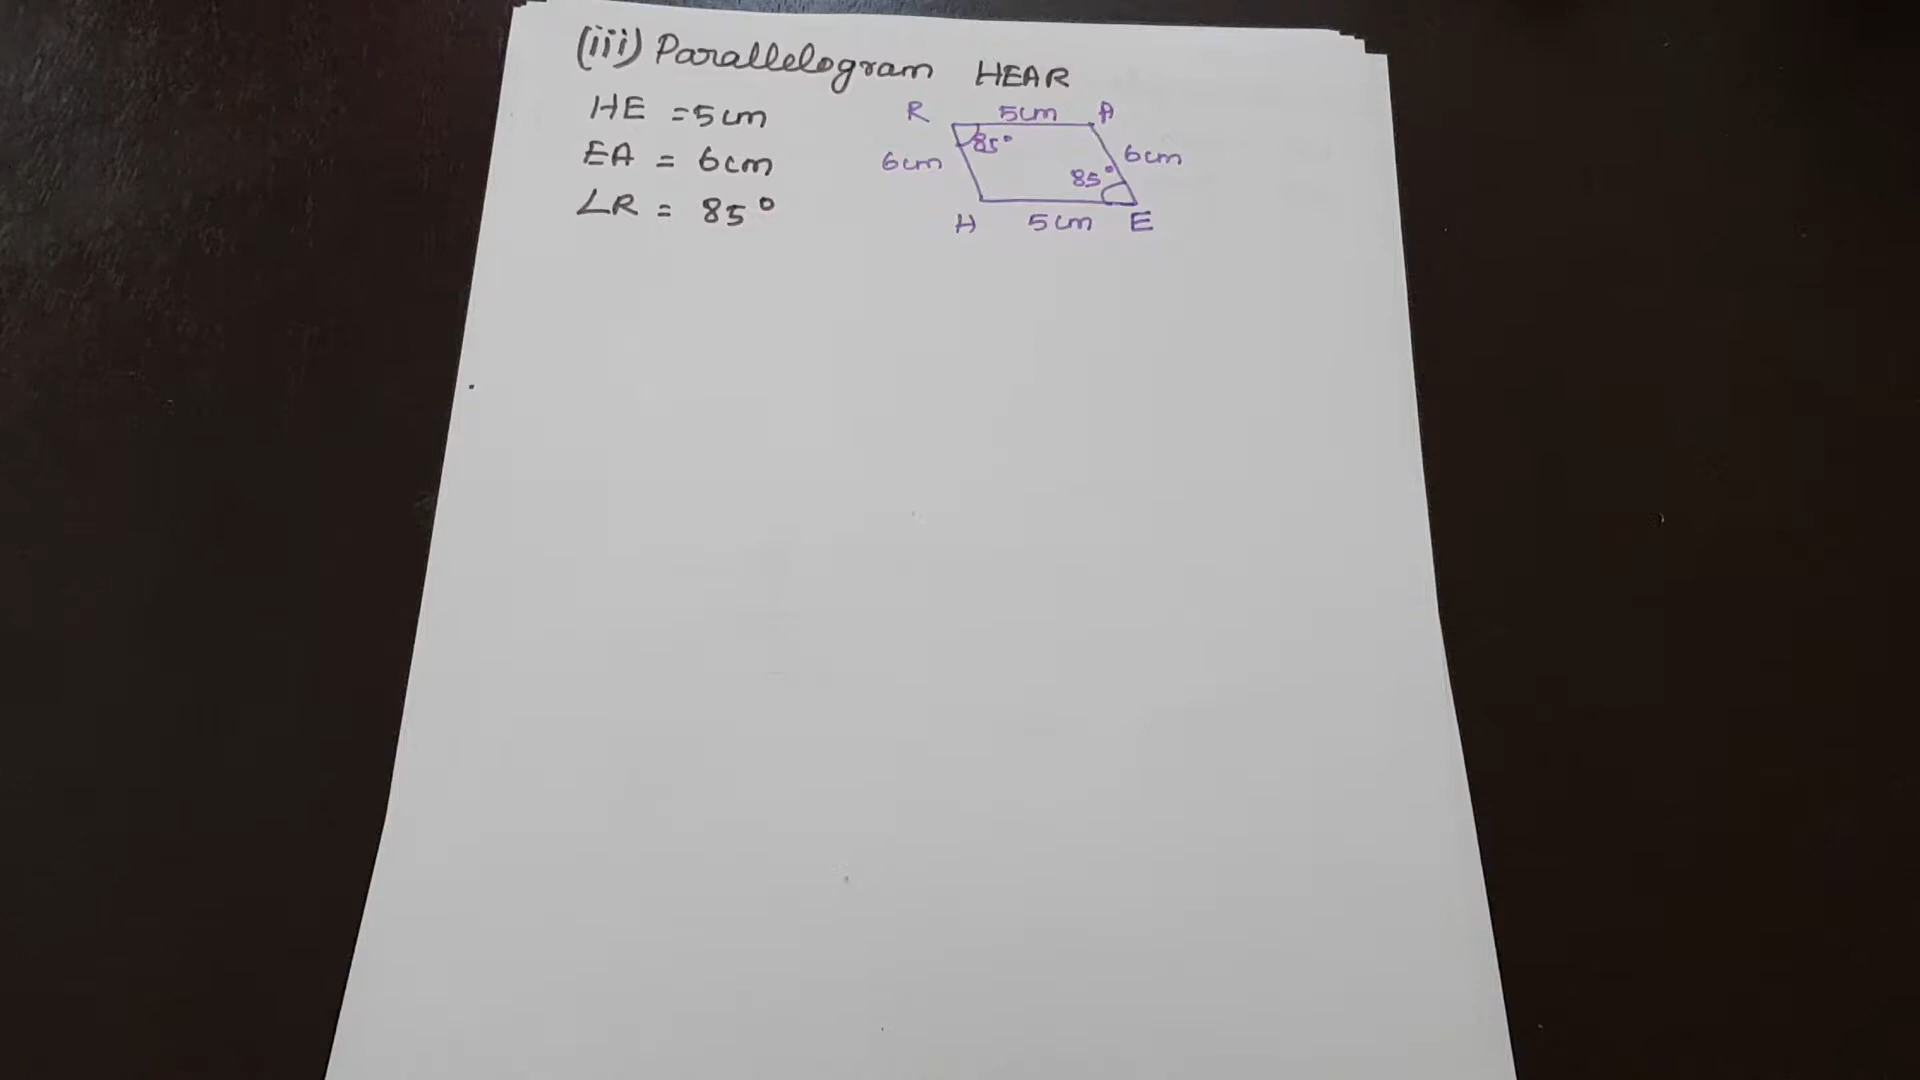 (iii) Parallelogram HEAR
HE = 5cm
EA = 6cm
∠R = 85°
R 5cm A
85°
6cm 6cm
85°
H 5cm E